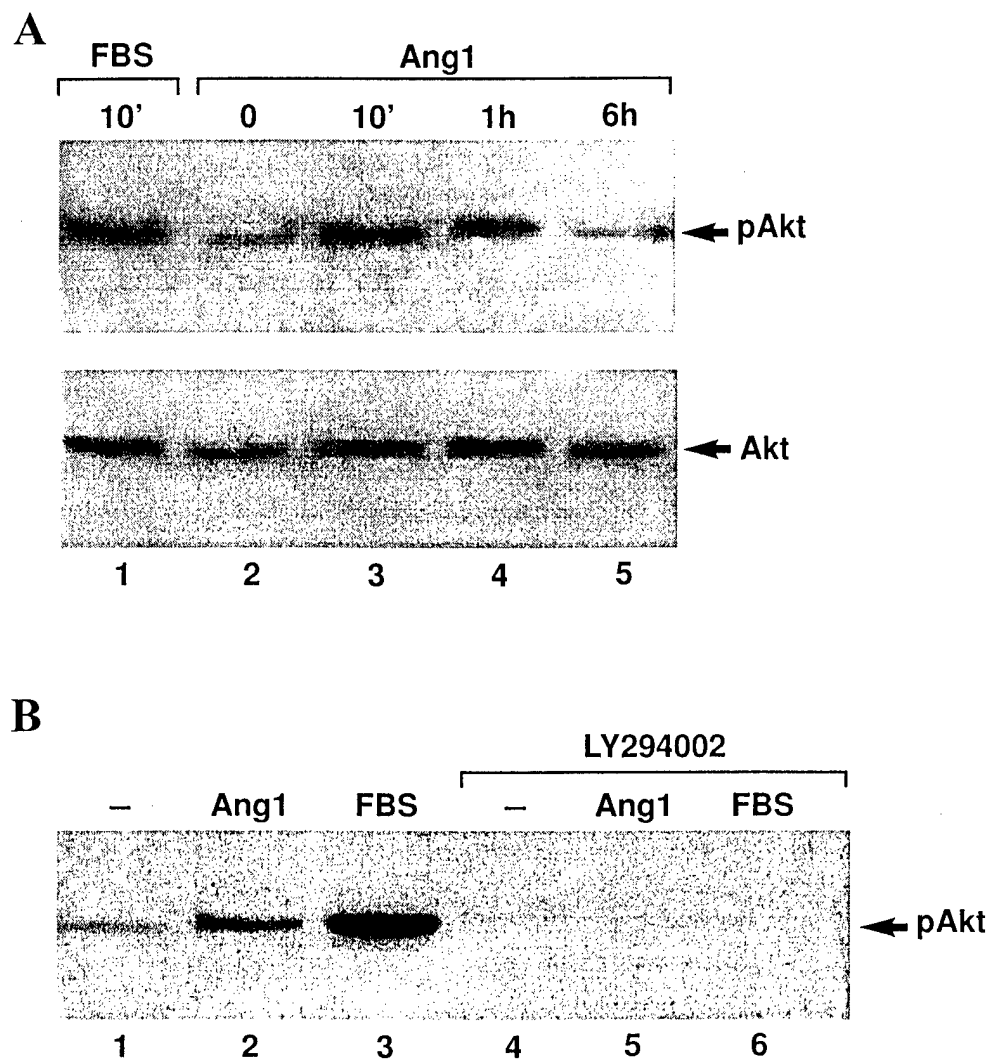 A
FBS Ang1
10' 0 10' 1h 6h
pAkt
Akt
1 2 3 4 5
B
LY294002
– Ang1 FBS – Ang1 FBS
pAkt
1 2 3 4 5 6